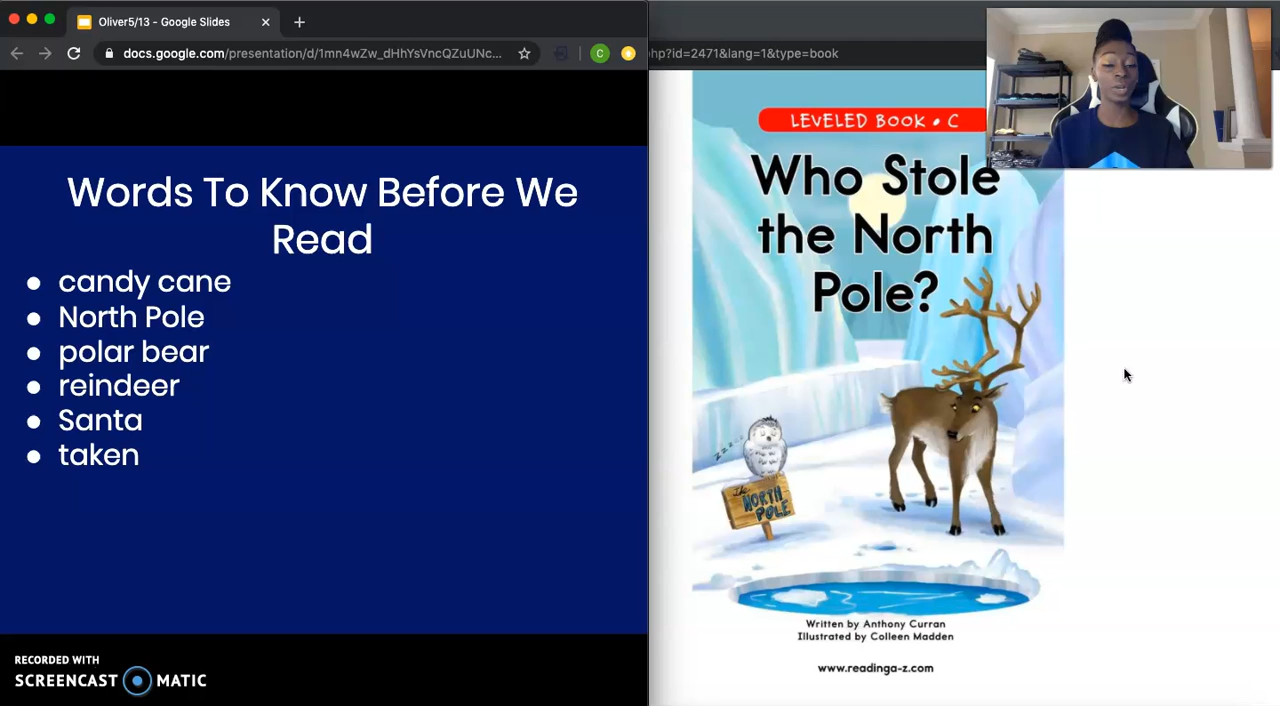 Oliver5/13 - Google Slides
docs.google.com/presentation/d/1mn4wZw_dHhYsVncQZuUNc...
C
hp?id=2471&lang=1&type=book
Words To Know Before We
Read
• candy cane
• North Pole
• polar bear
• reindeer
• Santa
• taken
RECORDED WITH
SCREENCAST MATIC
LEVELED BOOK • C
Who Stole
the North
Pole?
z z z
The
NORTH
POLE
Written by Anthony Curran
Illustrated by Colleen Madden
www.readinga-z.com